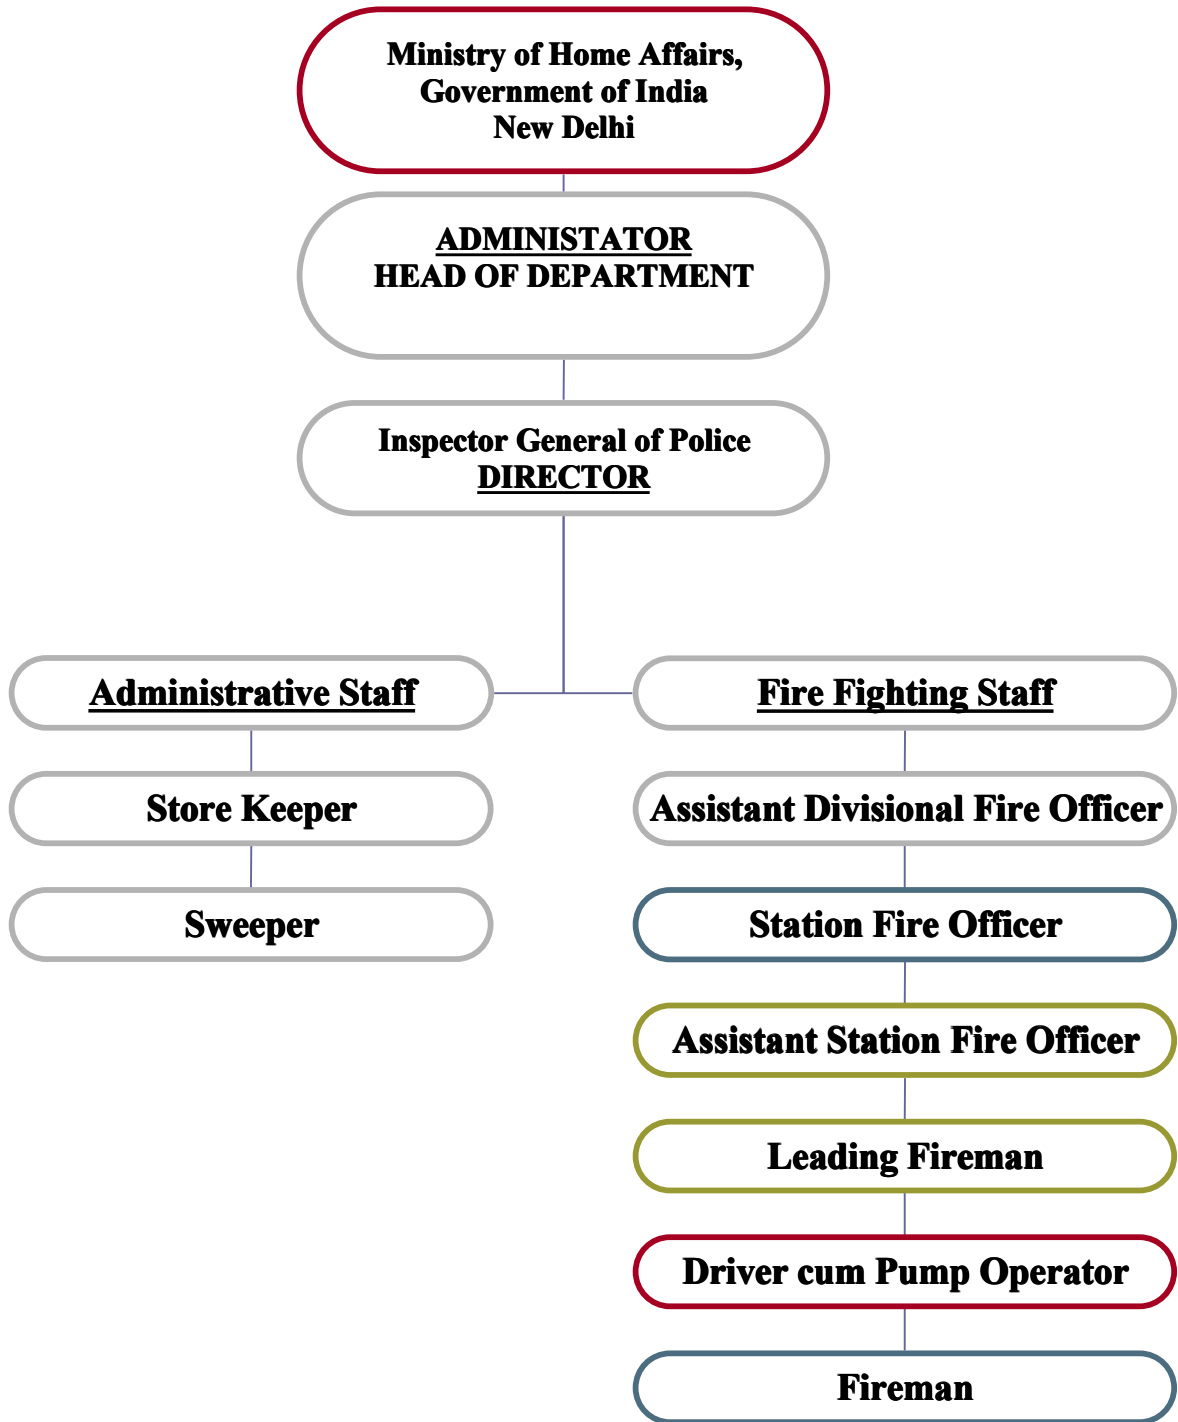 Ministry of Home Affairs,
Government of India
New Delhi
ADMINISTATOR
HEAD OF DEPARTMENT
Inspector General of Police
DIRECTOR
Administrative Staff
Store Keeper
Sweeper
Fire Fighting Staff
Assistant Divisional Fire Officer
Station Fire Officer
Assistant Station Fire Officer
Leading Fireman
Driver cum Pump Operator
Fireman